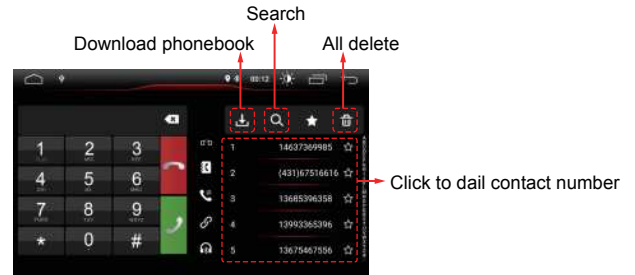 Search
Download phonebook All delete
00:12
1 2 3
4 5 6
7 8 9
* 0 #
1 14637369985
2 (431)67516616
3 13685396358
4 13993365396
5 13675467556
Click to dail contact number